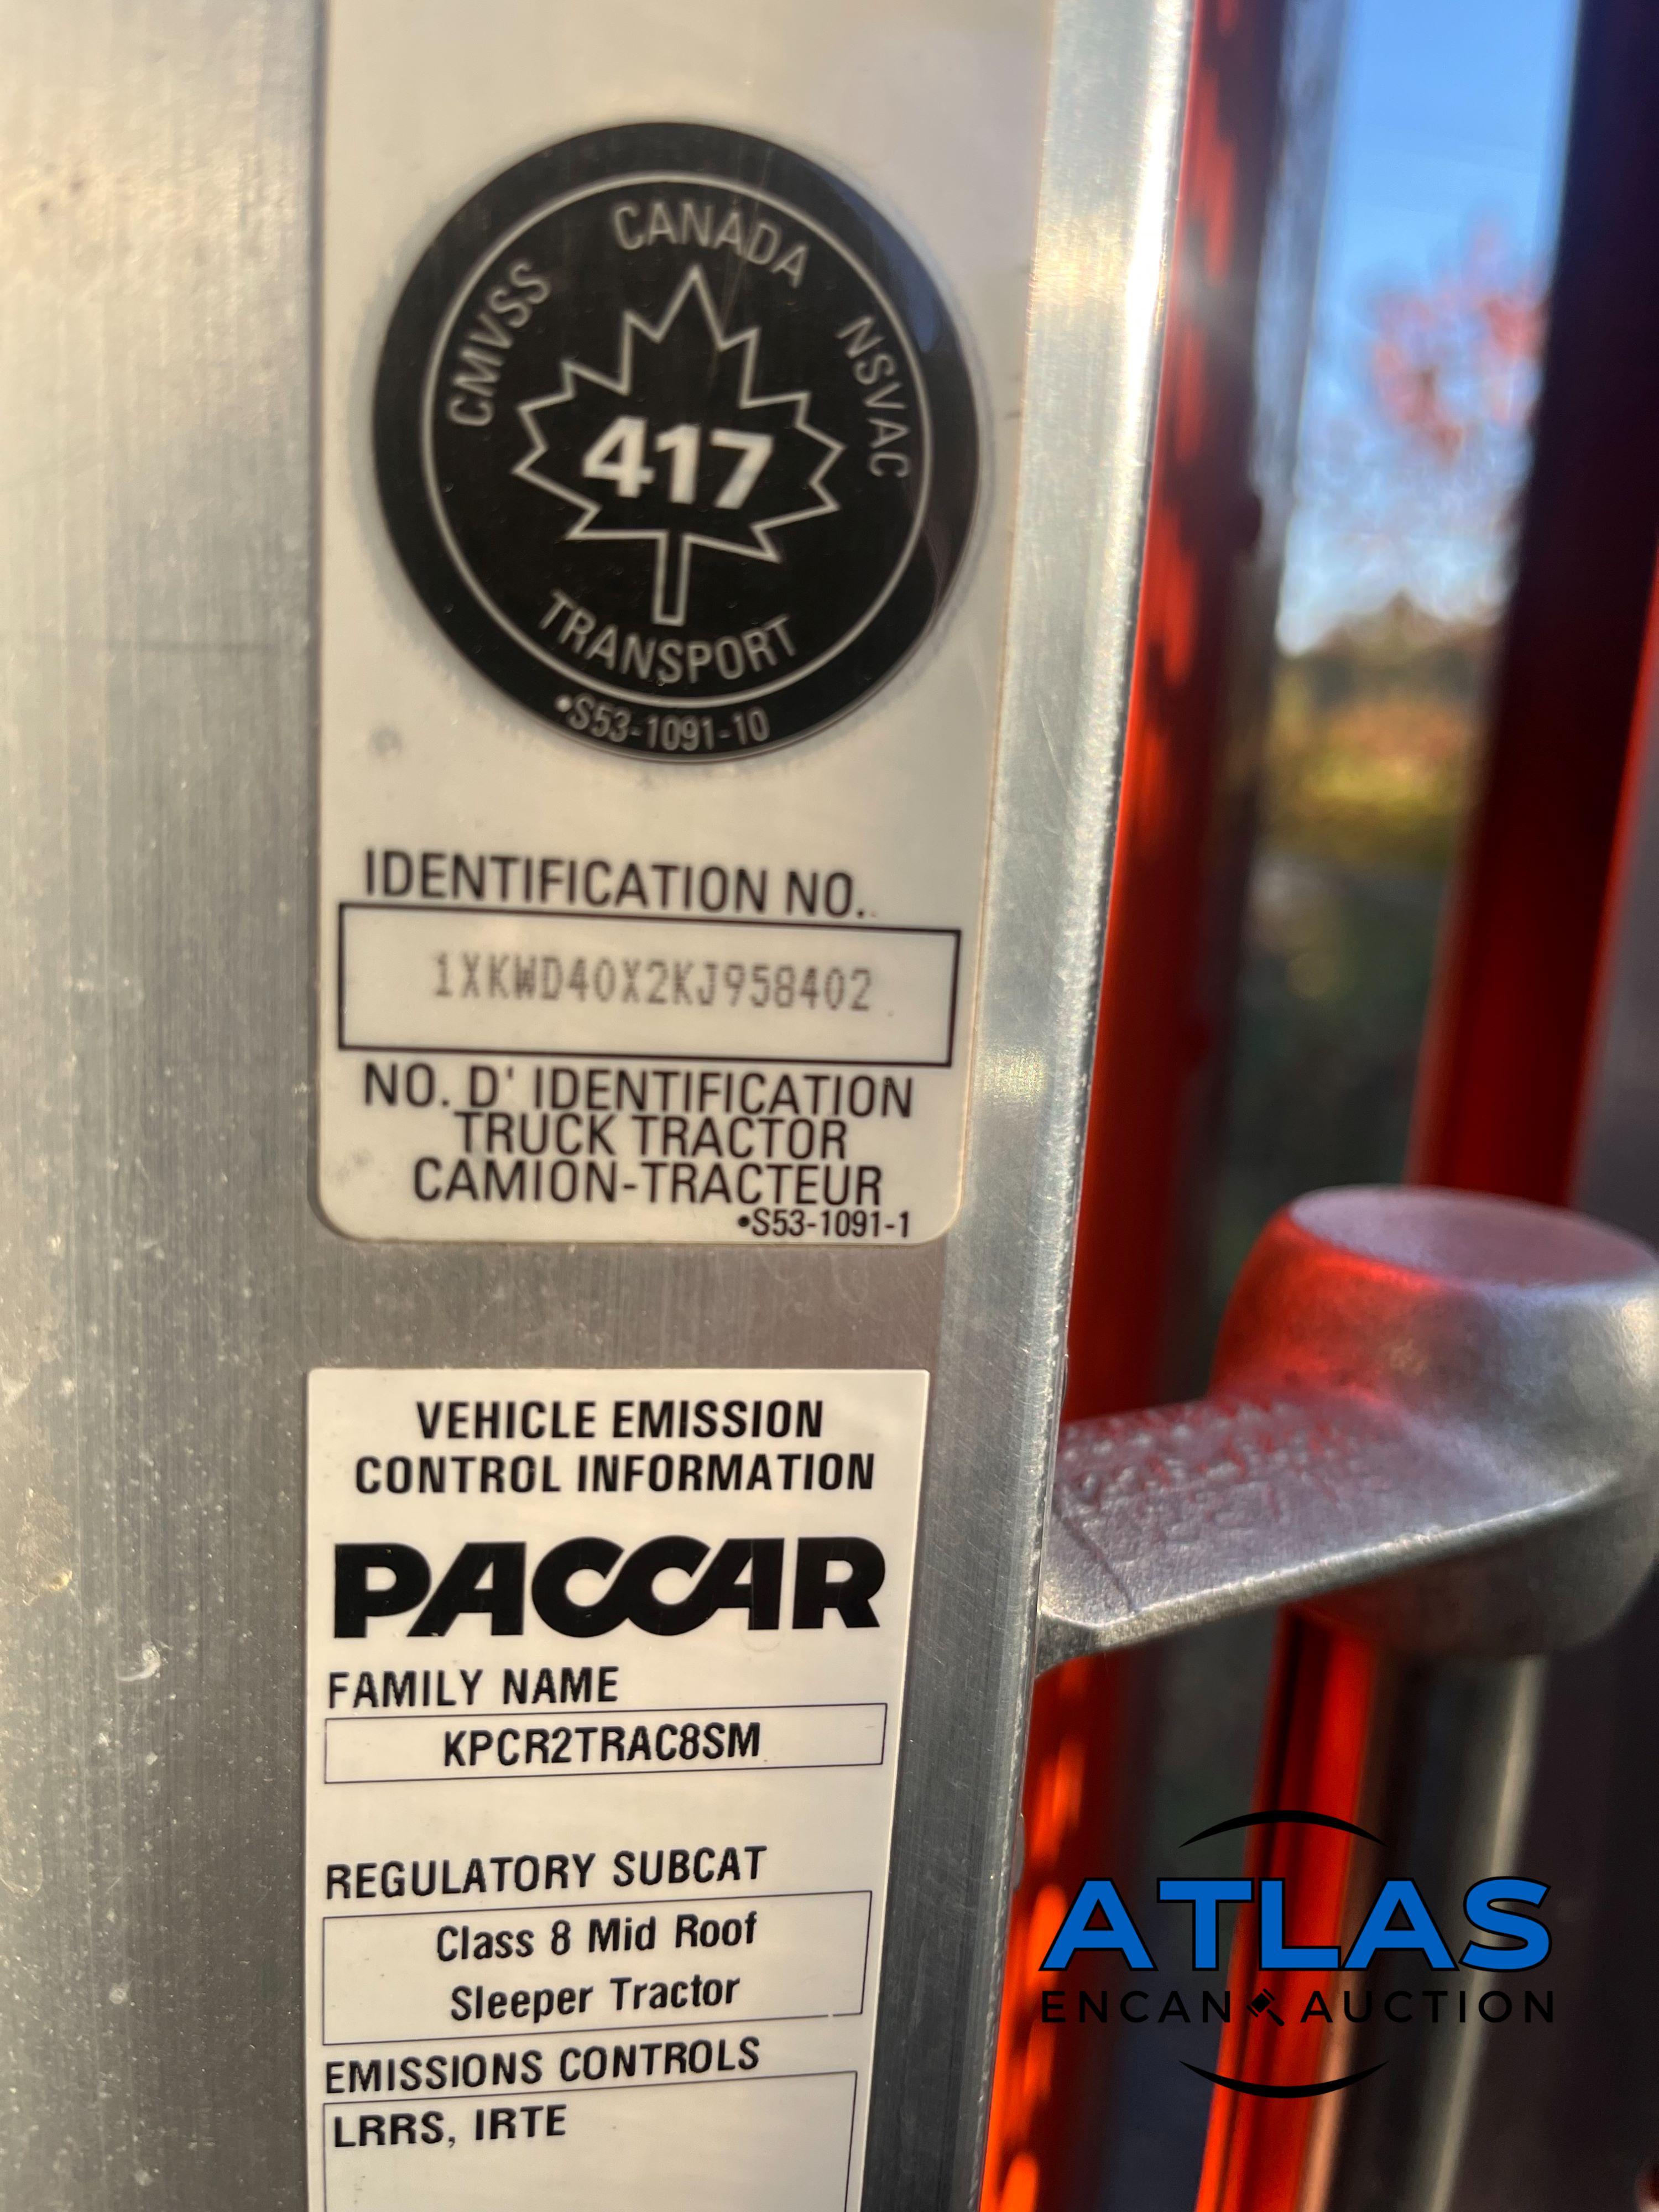 CANADA
CMVSS
NSVAC
417
TRANSPORT
•S53-1091-10
IDENTIFICATION NO.
1XKWD40X2KJ958402
NO. D' IDENTIFICATION
TRUCK TRACTOR
CAMION-TRACTEUR
•S53-1091-1
VEHICLE EMISSION
CONTROL INFORMATION
PACCAR
FAMILY NAME
KPCR2TRAC8SM
REGULATORY SUBCAT
Class 8 Mid Roof
Sleeper Tractor
EMISSIONS CONTROLS
LRRS, IRTE
ATLAS
ENCAN AUCTION